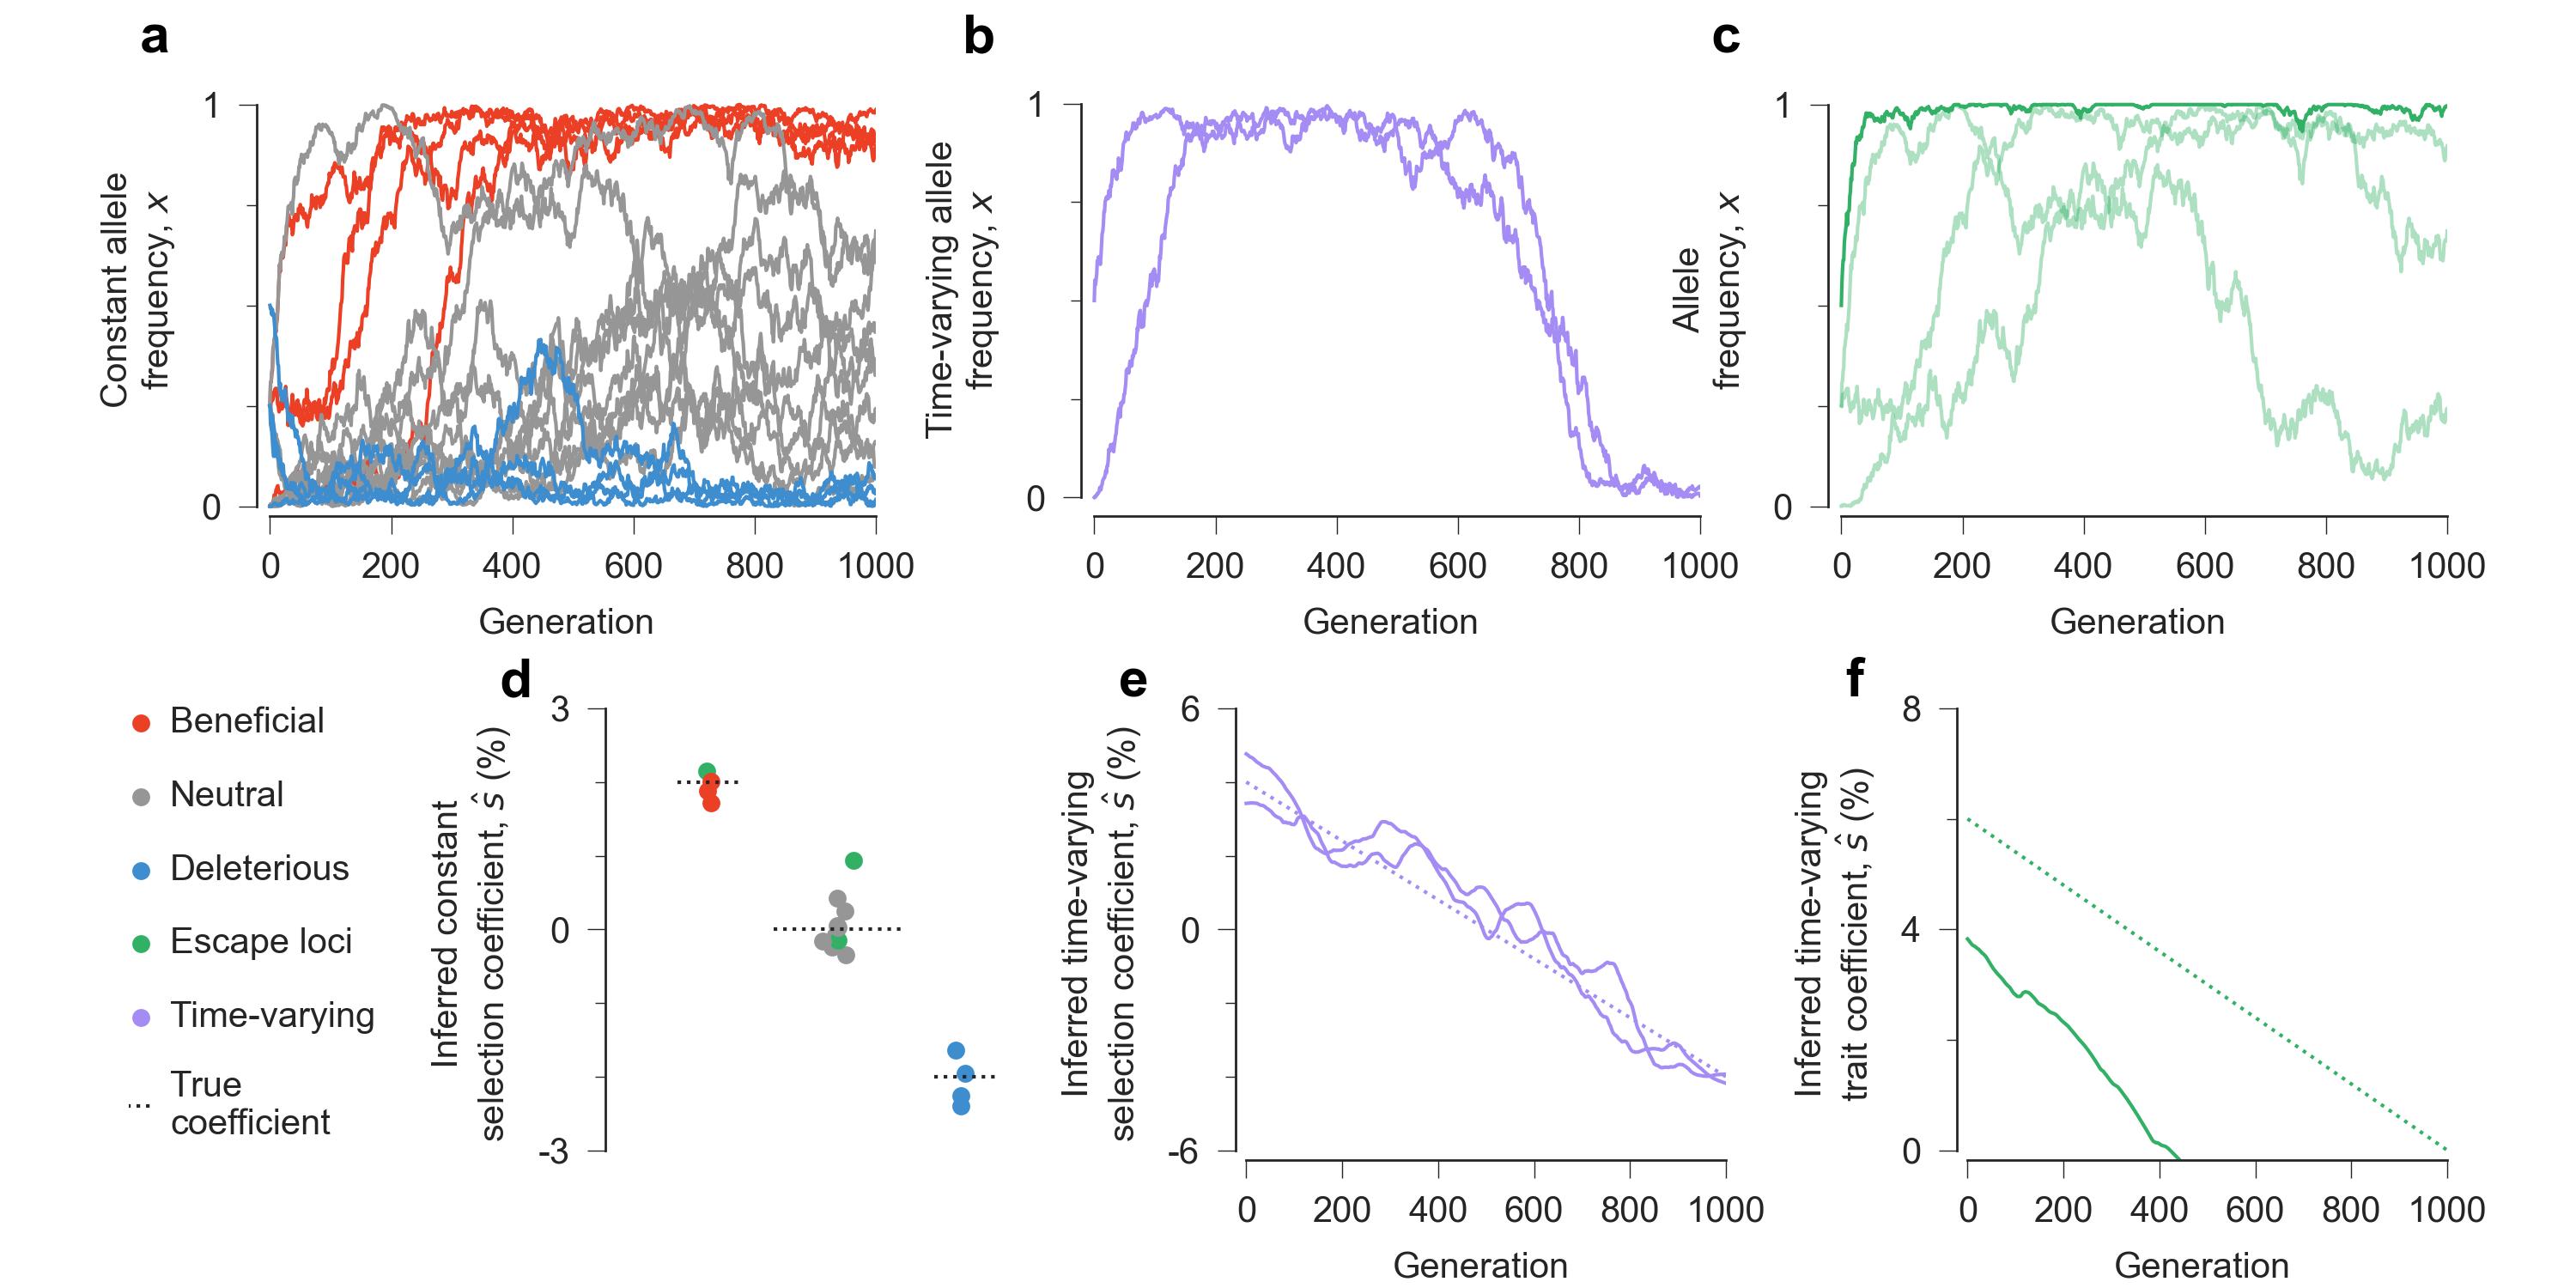 a
1
0
Constant allele
frequency, x
0 200 400 600 800 1000
Generation
b
1
0
Time-varying allele
frequency, x
0 200 400 600 800 1000
Generation
c
1
0
Allele
frequency, x
0 200 400 600 800 1000
Generation
Beneficial
Neutral
Deleterious
Escape loci
Time-varying
True
coefficient
d
3
0
-3
Inferred constant
selection coefficient, ŝ (%)
e
6
0
-6
Inferred time-varying
selection coefficient, ŝ (%)
0 200 400 600 800 1000
Generation
f
8
4
0
Inferred time-varying
trait coefficient, ŝ (%)
0 200 400 600 800 1000
Generation